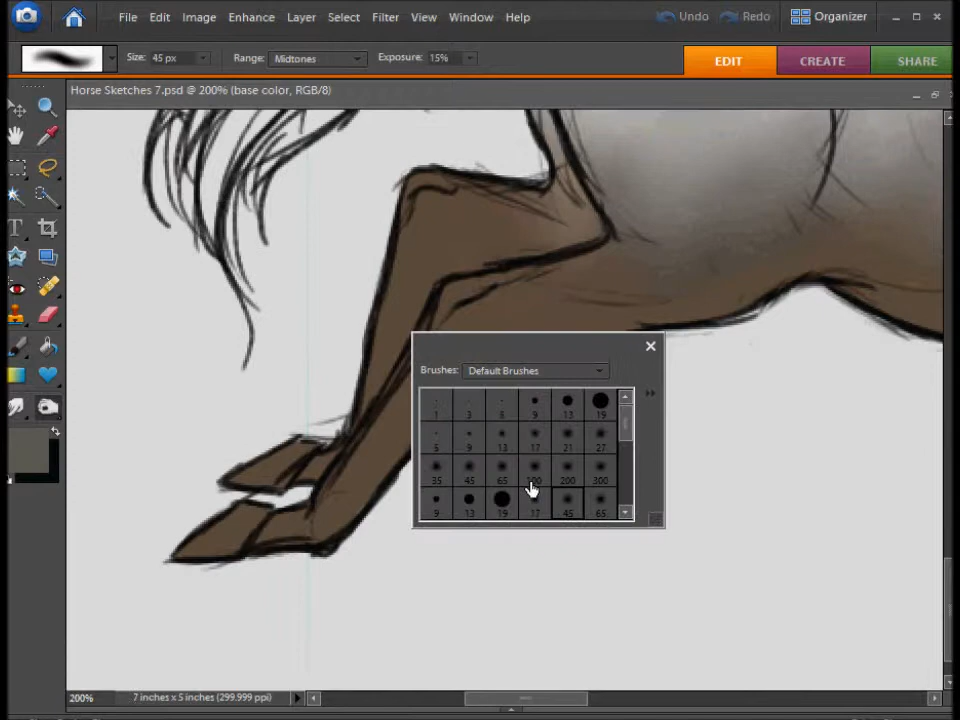 File Edit Image Enhance Layer Select Filter View Window Help Undo Redo Organizer
Size: 45 px Range: Midtones Exposure: 15% EDIT CREATE SHARE
Horse Sketches 7.psd @ 200% (base color, RGB/8)
T
Brushes: Default Brushes
1 3 9 13 19
5 9 13 17 21 27
35 45 65 100 200 300
9 13 19 17 45 65
200% 7 inches x 5 inches (299.999 ppi)